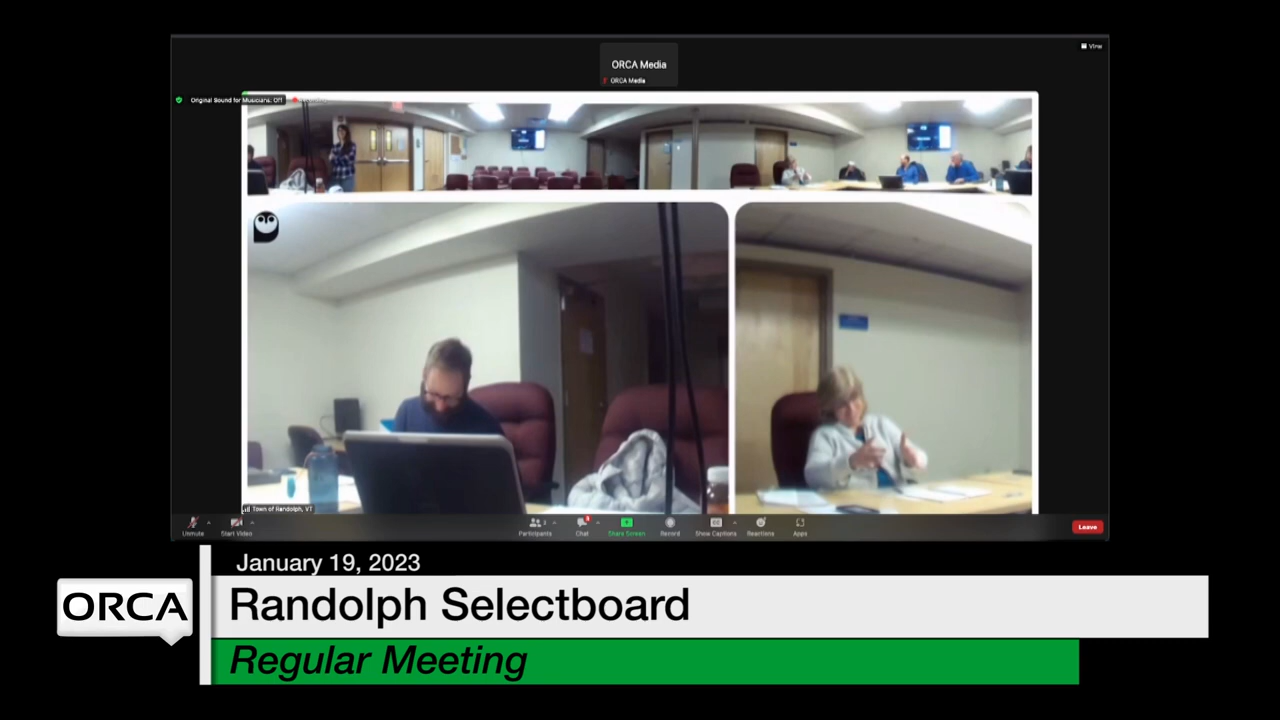 View
ORCA Media
ORCA Media
Original Sound for Musicians: Off
Town of Randolph, VT
Unmute
Start Video
Participants
Chat
Share Screen
Record
Show Captions
Reactions
Apps
Leave
January 19, 2023
ORCA
Randolph Selectboard
Regular Meeting